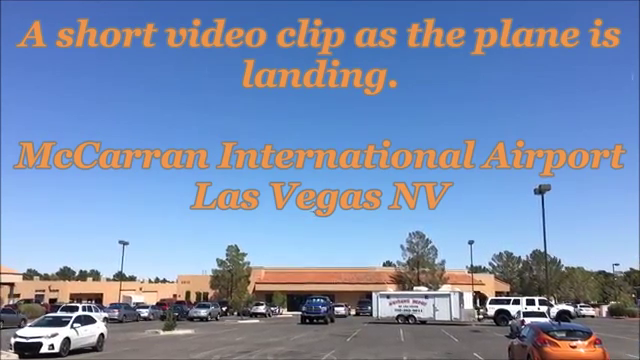 A short video clip as the plane is
landing.
McCarran International Airport
Las Vegas NV